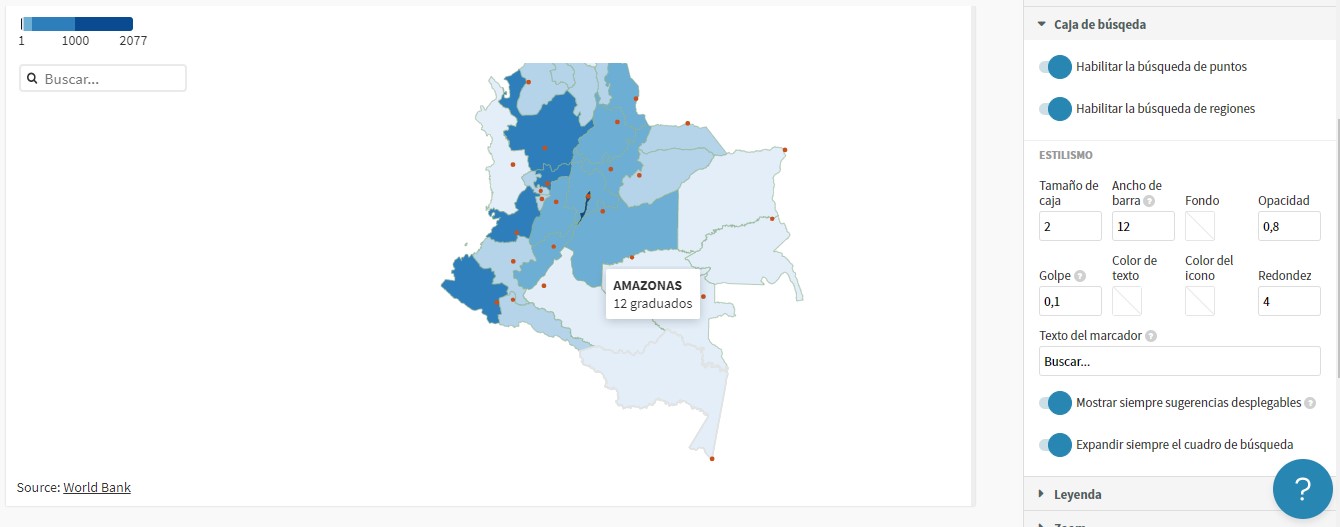 1 1000 2077
Buscar...
AMAZONAS
12 graduados
Source: World Bank
Caja de búsqeda
Habilitar la búsqueda de puntos
Habilitar la búsqueda de regiones
ESTILISMO
Tamaño de caja
Ancho de barra ?
Fondo
Opacidad
2
12
0,8
Golpe ?
Color de texto
Color del icono
Redondez
0,1
4
Texto del marcador ?
Buscar...
Mostrar siempre sugerencias desplegables ?
Expandir siempre el cuadro de búsqueda
Leyenda
?
Zoom